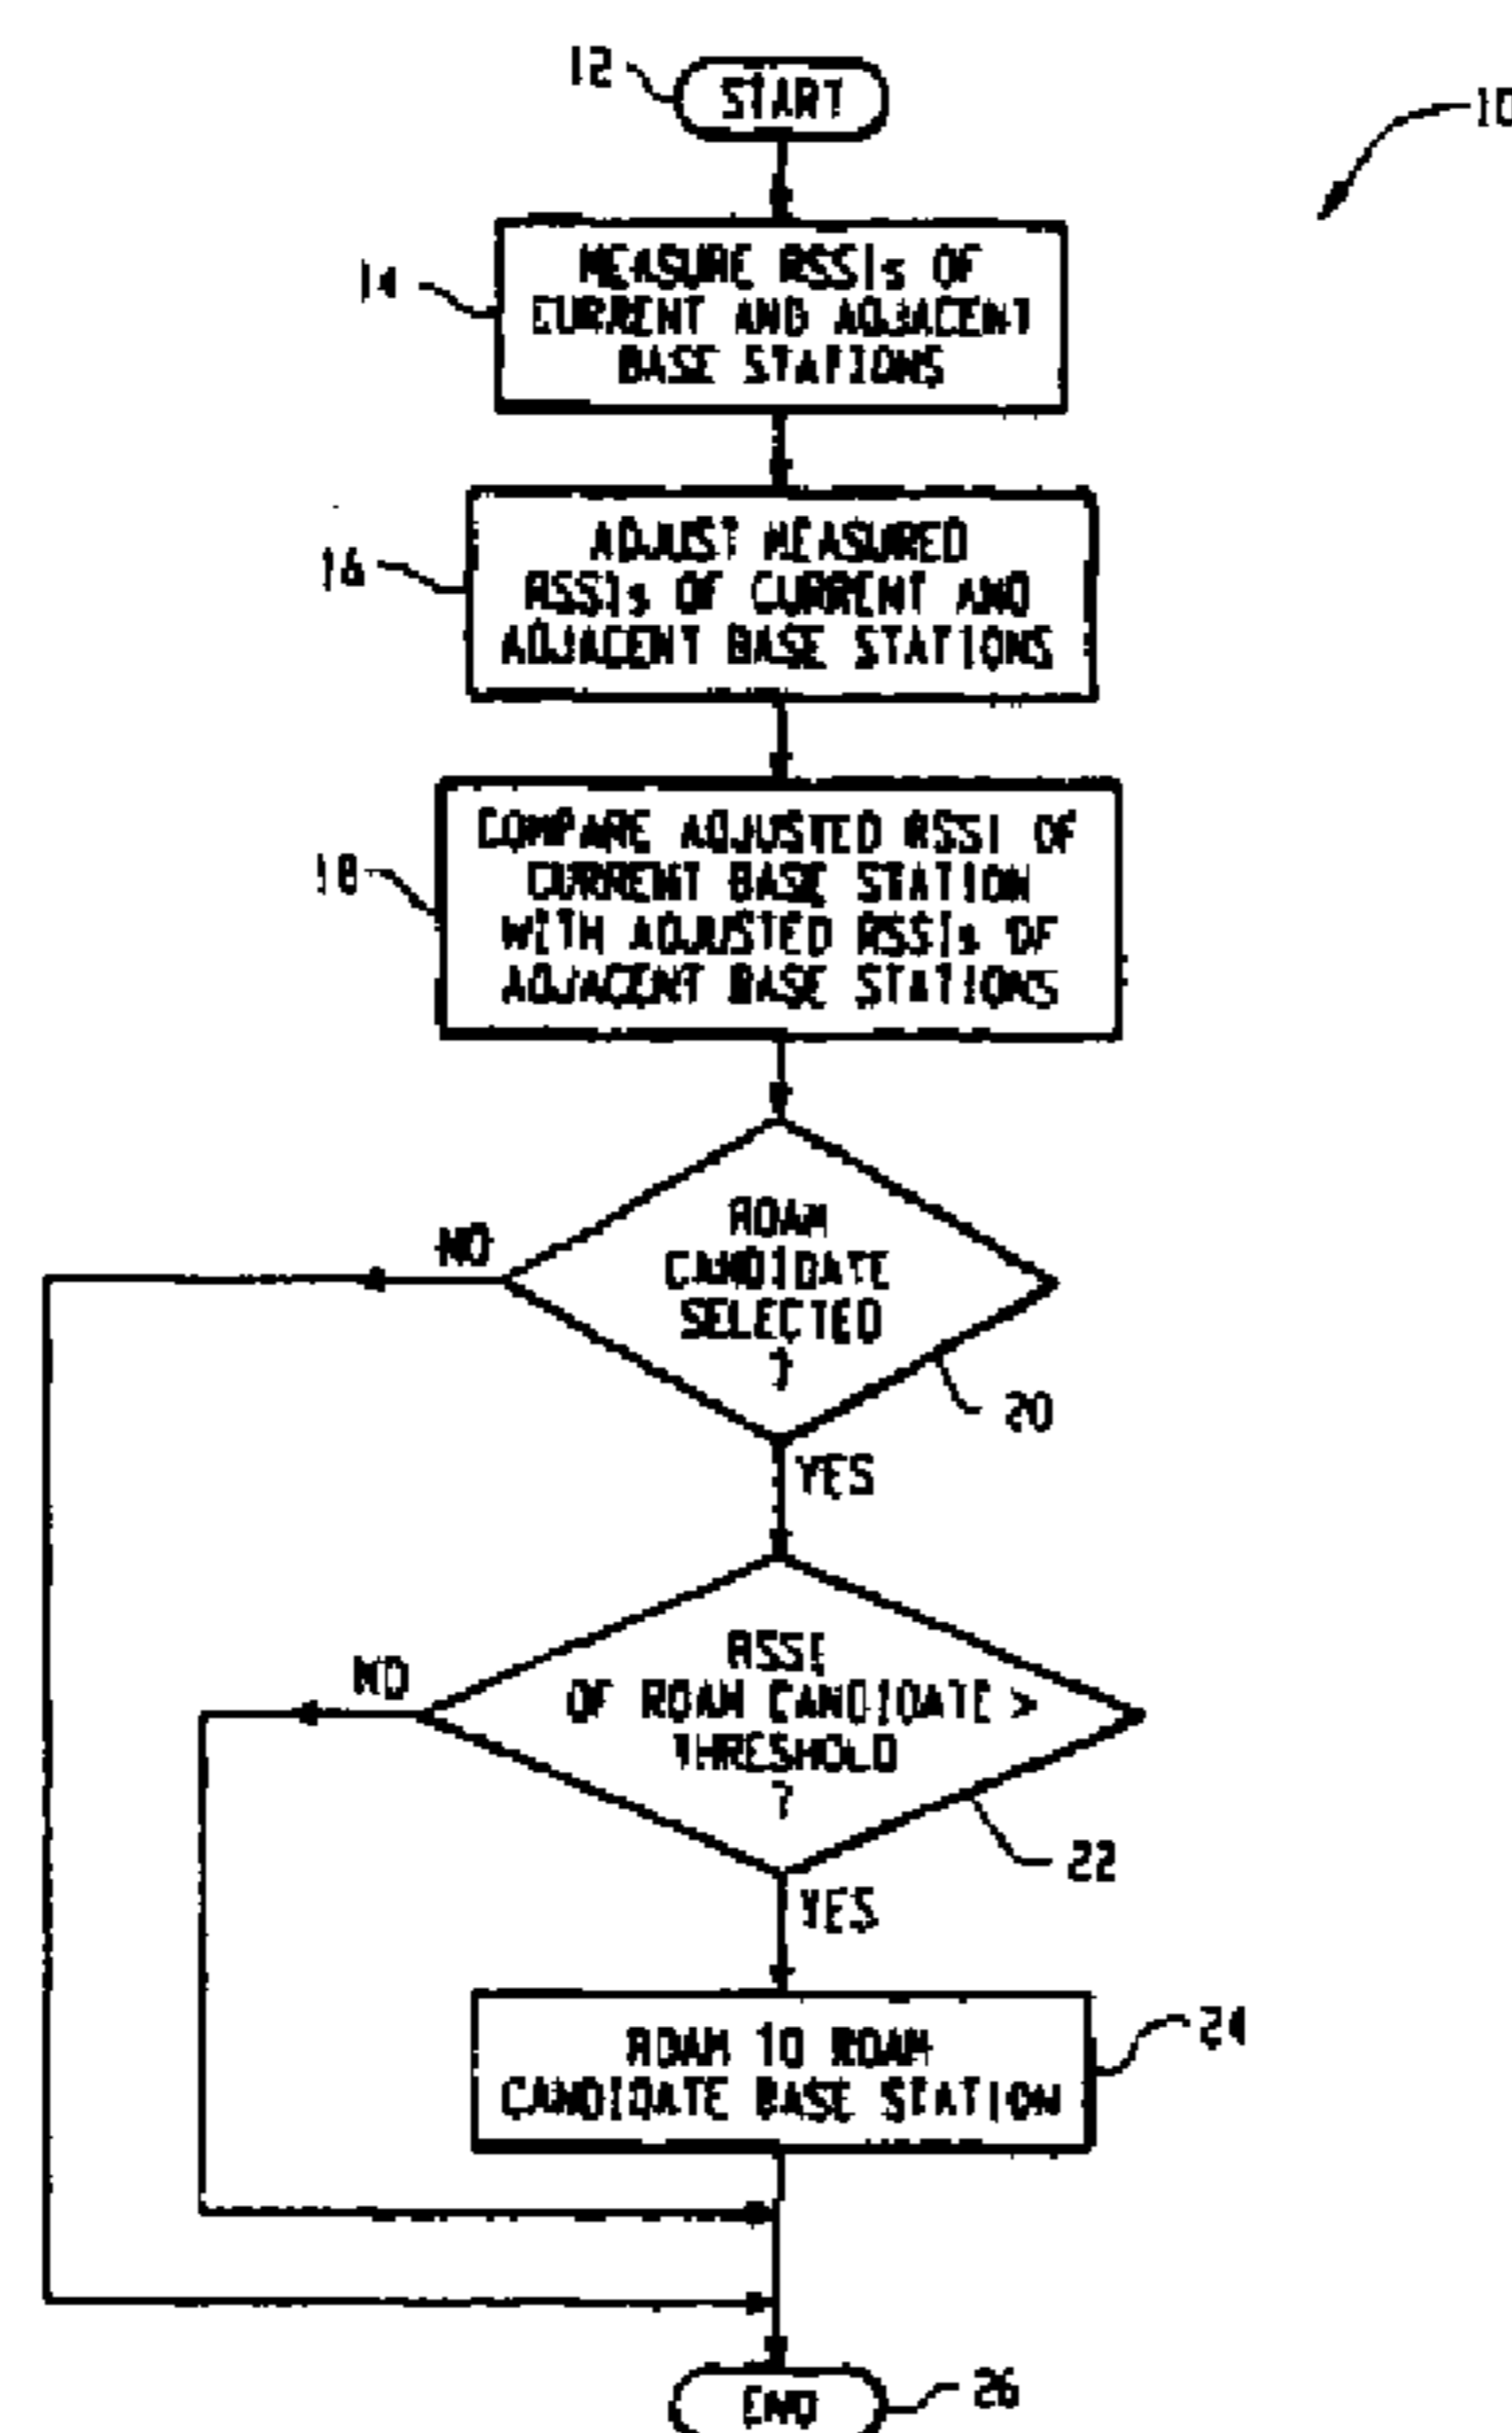 12
START
10
MEASURE RSSIs OF
CURRENT AND ADJACENT
BASE STATIONS
14
ADJUST MEASURED
RSSIs OF CURRENT AND
ADJACENT BASE STATIONS
16
COMPARE ADJUSTED RSSI OF
CURRENT BASE STATION
WITH ADJUSTED RSSIs OF
ADJACENT BASE STATIONS
18
ROAM
CANDIDATE
SELECTED
?
NO
20
YES
RSSI
OF ROAM CANDIDATE >
THRESHOLD
?
NO
22
YES
ROAM TO ROAM
CANDIDATE BASE STATION
24
END
26